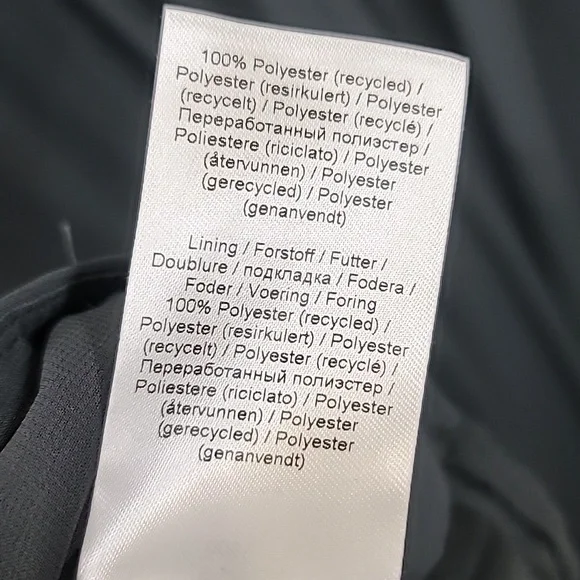 100% Polyester (recycled) /
Polyester (resirkulert) / Polyester
(recycelt) / Polyester (recyclé) /
Переработанный полиэстер /
Poliestere (riciclato) / Polyester
(återvunnen) / Polyester
(gerecycled) / Polyester
(genanvendt)
Lining / Forstoff / Futter /
Doublure / подкладка / Fodera /
Foder / Voering / Foring
100% Polyester (recycled) /
Polyester (resirkulert) / Polyester
(recycelt) / Polyester (recyclé) /
Переработанный полиэстер /
Poliestere (riciclato) / Polyester
(återvunnen) / Polyester
(gerecycled) / Polyester
(genanvendt)